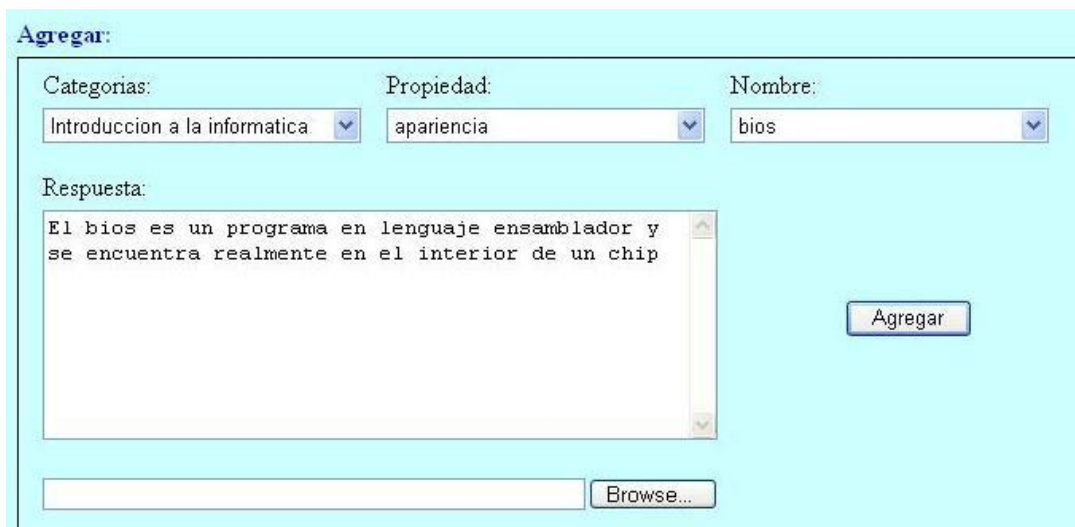 Agregar:
Categorias: Propiedad: Nombre:
Introduccion a la informatica apariencia bios
Respuesta:
El bios es un programa en lenguaje ensamblador y
se encuentra realmente en el interior de un chip
Agregar
Browse...